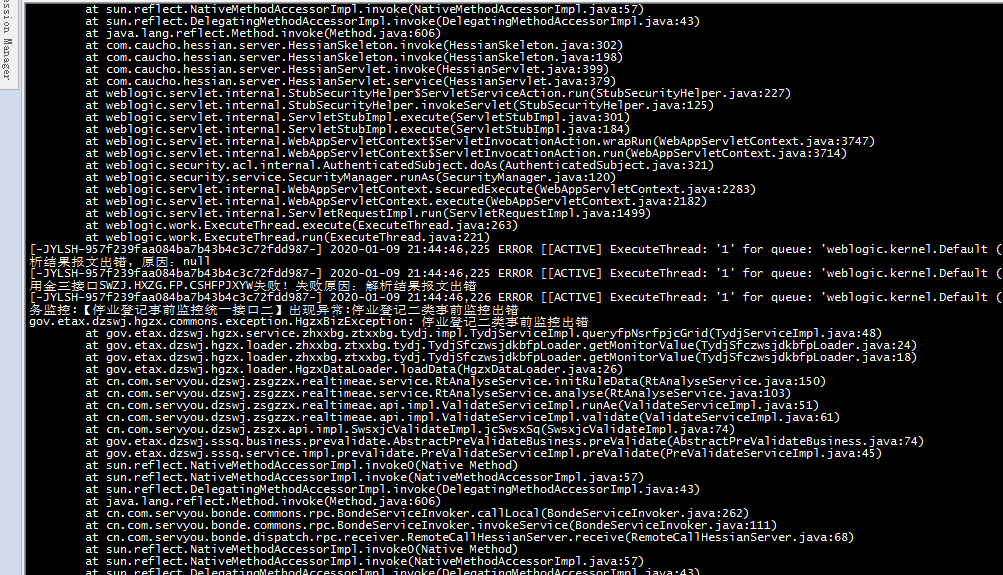 ession Manager
at sun.reflect.NativeMethodAccessorImpl.invoke(NativeMethodAccessorImpl.java:57)
at sun.reflect.DelegatingMethodAccessorImpl.invoke(DelegatingMethodAccessorImpl.java:43)
at java.lang.reflect.Method.invoke(Method.java:606)
at com.caucho.hessian.server.HessianSkeleton.invoke(HessianSkeleton.java:302)
at com.caucho.hessian.server.HessianSkeleton.invoke(HessianSkeleton.java:198)
at com.caucho.hessian.server.HessianServlet.invoke(HessianServlet.java:399)
at com.caucho.hessian.server.HessianServlet.service(HessianServlet.java:379)
at weblogic.servlet.internal.StubSecurityHelper$ServletServiceAction.run(StubSecurityHelper.java:227)
at weblogic.servlet.internal.StubSecurityHelper.invokeServlet(StubSecurityHelper.java:125)
at weblogic.servlet.internal.ServletStubImpl.execute(ServletStubImpl.java:301)
at weblogic.servlet.internal.ServletStubImpl.execute(ServletStubImpl.java:184)
at weblogic.servlet.internal.WebAppServletContext$ServletInvocationAction.wrapRun(WebAppServletContext.java:3747)
at weblogic.servlet.internal.WebAppServletContext$ServletInvocationAction.run(WebAppServletContext.java:3714)
at weblogic.security.acl.internal.AuthenticatedSubject.doAs(AuthenticatedSubject.java:321)
at weblogic.security.service.SecurityManager.runAs(SecurityManager.java:120)
at weblogic.servlet.internal.WebAppServletContext.securedExecute(WebAppServletContext.java:2283)
at weblogic.servlet.internal.WebAppServletContext.execute(WebAppServletContext.java:2182)
at weblogic.servlet.internal.ServletRequestImpl.run(ServletRequestImpl.java:1499)
at weblogic.work.ExecuteThread.execute(ExecuteThread.java:263)
at weblogic.work.ExecuteThread.run(ExecuteThread.java:221)
[-JYLSH-957f239faa084ba7b43b4c3c72fdd987-] 2020-01-09 21:44:46,225 ERROR [[ACTIVE] ExecuteThread: '1' for queue: 'weblogic.kernel.Default (
析结果报文出错，原因：null
[-JYLSH-957f239faa084ba7b43b4c3c72fdd987-] 2020-01-09 21:44:46,225 ERROR [[ACTIVE] ExecuteThread: '1' for queue: 'weblogic.kernel.Default (
用金三接口SWZJ.HXZG.FP.CSHFPJXYW失败！失败原因：解析结果报文出错
[-JYLSH-957f239faa084ba7b43b4c3c72fdd987-] 2020-01-09 21:44:46,226 ERROR [[ACTIVE] ExecuteThread: '1' for queue: 'weblogic.kernel.Default (
务监控：【停业登记事前监控统一接口二】出现异常:停业登记二类事前监控出错
gov.etax.dzswj.hgzx.commons.exception.HgzxBizException: 停业登记二类事前监控出错
at gov.etax.dzswj.hgzx.service.zhxxbg.ztxxbg.tydj.impl.TydjServiceImpl.queryfpNsrfpjcGrid(TydjServiceImpl.java:48)
at gov.etax.dzswj.hgzx.loader.zhxxbg.ztxxbg.tydj.TydjSfczwsjdkbfpLoader.getMonitorValue(TydjSfczwsjdkbfpLoader.java:24)
at gov.etax.dzswj.hgzx.loader.zhxxbg.ztxxbg.tydj.TydjSfczwsjdkbfpLoader.getMonitorValue(TydjSfczwsjdkbfpLoader.java:18)
at gov.etax.dzswj.hgzx.loader.HgzxDataLoader.loadData(HgzxDataLoader.java:26)
at cn.com.servyou.dzswj.zsgzzx.realtimeae.service.RtAnalyseService.initRuleData(RtAnalyseService.java:150)
at cn.com.servyou.dzswj.zsgzzx.realtimeae.service.RtAnalyseService.analyse(RtAnalyseService.java:103)
at cn.com.servyou.dzswj.zsgzzx.realtimeae.api.impl.ValidateServiceImpl.runAe(ValidateServiceImpl.java:51)
at cn.com.servyou.dzswj.zsgzzx.realtimeae.api.impl.ValidateServiceImpl.validate(ValidateServiceImpl.java:61)
at cn.com.servyou.dzswj.zszx.api.impl.SwsxjcValidateImpl.jcSwsxSq(SwsxjcValidateImpl.java:74)
at gov.etax.dzswj.sssq.business.prevalidate.AbstractPreValidateBusiness.preValidate(AbstractPreValidateBusiness.java:74)
at gov.etax.dzswj.sssq.service.impl.prevalidate.PreValidateServiceImpl.preValidate(PreValidateServiceImpl.java:45)
at sun.reflect.NativeMethodAccessorImpl.invoke0(Native Method)
at sun.reflect.NativeMethodAccessorImpl.invoke(NativeMethodAccessorImpl.java:57)
at sun.reflect.DelegatingMethodAccessorImpl.invoke(DelegatingMethodAccessorImpl.java:43)
at java.lang.reflect.Method.invoke(Method.java:606)
at cn.com.servyou.bonde.commons.rpc.BondeServiceInvoker.callLocal(BondeServiceInvoker.java:262)
at cn.com.servyou.bonde.commons.rpc.BondeServiceInvoker.invokeService(BondeServiceInvoker.java:111)
at cn.com.servyou.bonde.dispatch.rpc.receiver.RemoteCallHessianServer.receive(RemoteCallHessianServer.java:68)
at sun.reflect.NativeMethodAccessorImpl.invoke0(Native Method)
at sun.reflect.NativeMethodAccessorImpl.invoke(NativeMethodAccessorImpl.java:57)
at sun.reflect.DelegatingMethodAccessorImpl.invoke(DelegatingMethodAccessorImpl.java:43)